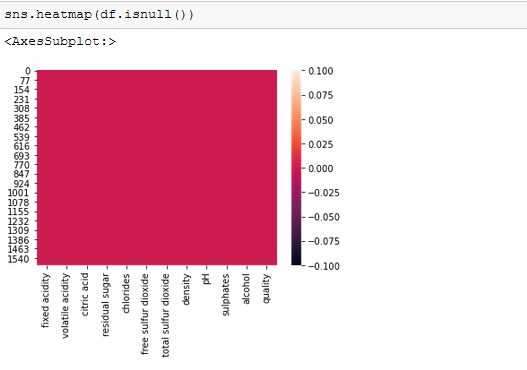 sns.heatmap(df.isnull())
<AxesSubplot:>
0
77
154
231
308
385
462
539
616
693
770
847
924
1001
1078
1155
1232
1309
1386
1463
1540
fixed acidity
volatile acidity
citric acid
residual sugar
chlorides
free sulfur dioxide
total sulfur dioxide
density
pH
sulphates
alcohol
quality
0.100
0.075
0.050
0.025
0.000
−0.025
−0.050
−0.075
−0.100